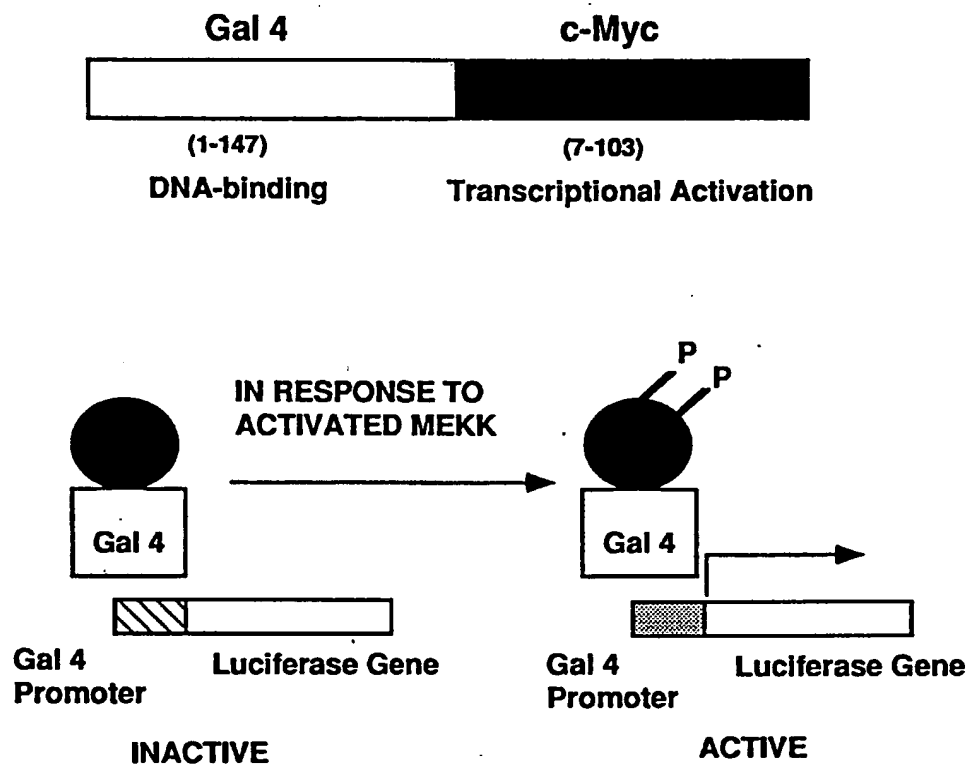 Gal 4 c-Myc
(1-147) (7-103)
DNA-binding Transcriptional Activation
IN RESPONSE TO
ACTIVATED MEKK
P
P
Gal 4 Gal 4
Gal 4
Promoter
Luciferase Gene
Gal 4
Promoter
Luciferase Gene
INACTIVE ACTIVE